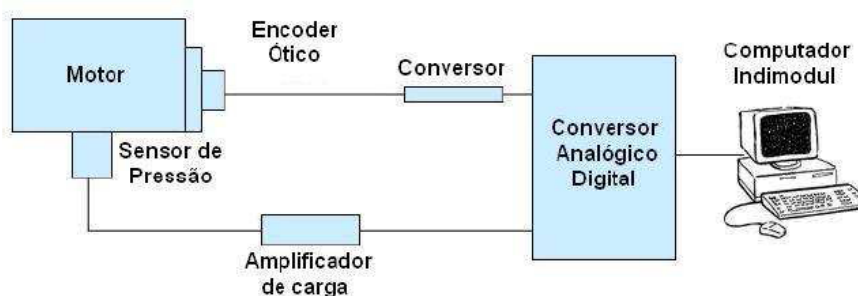 Motor
Encoder
Ótico
Conversor
Computador
Indimodul
Sensor de
Pressão
Conversor
Analógico
Digital
Amplificador
de carga